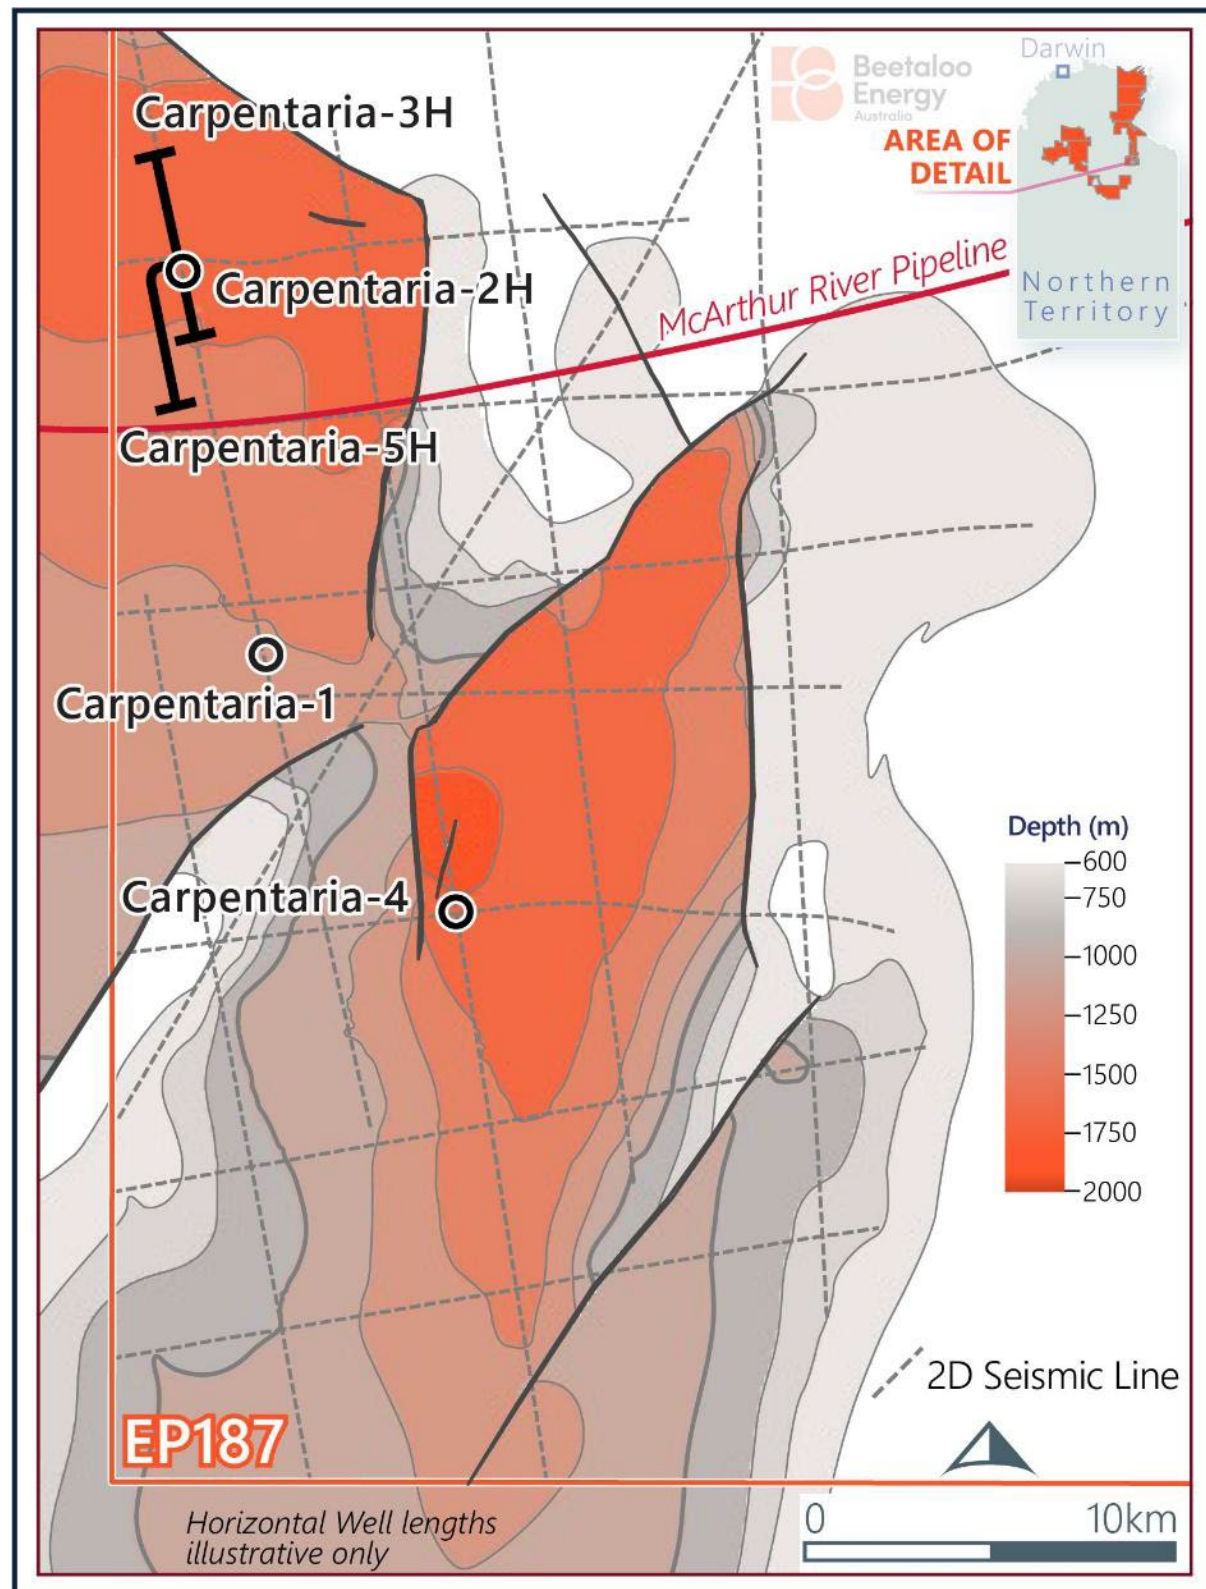 Darwin
Beetaloo
Energy
Australia
AREA OF
DETAIL
Northern
Territory
Carpentaria-3H
Carpentaria-2H
McArthur River Pipeline
Carpentaria-5H
Carpentaria-1
Carpentaria-4
Depth (m)
600
750
1000
1250
1500
1750
2000
2D Seismic Line
EP187
Horizontal Well lengths
illustrative only
0 10km